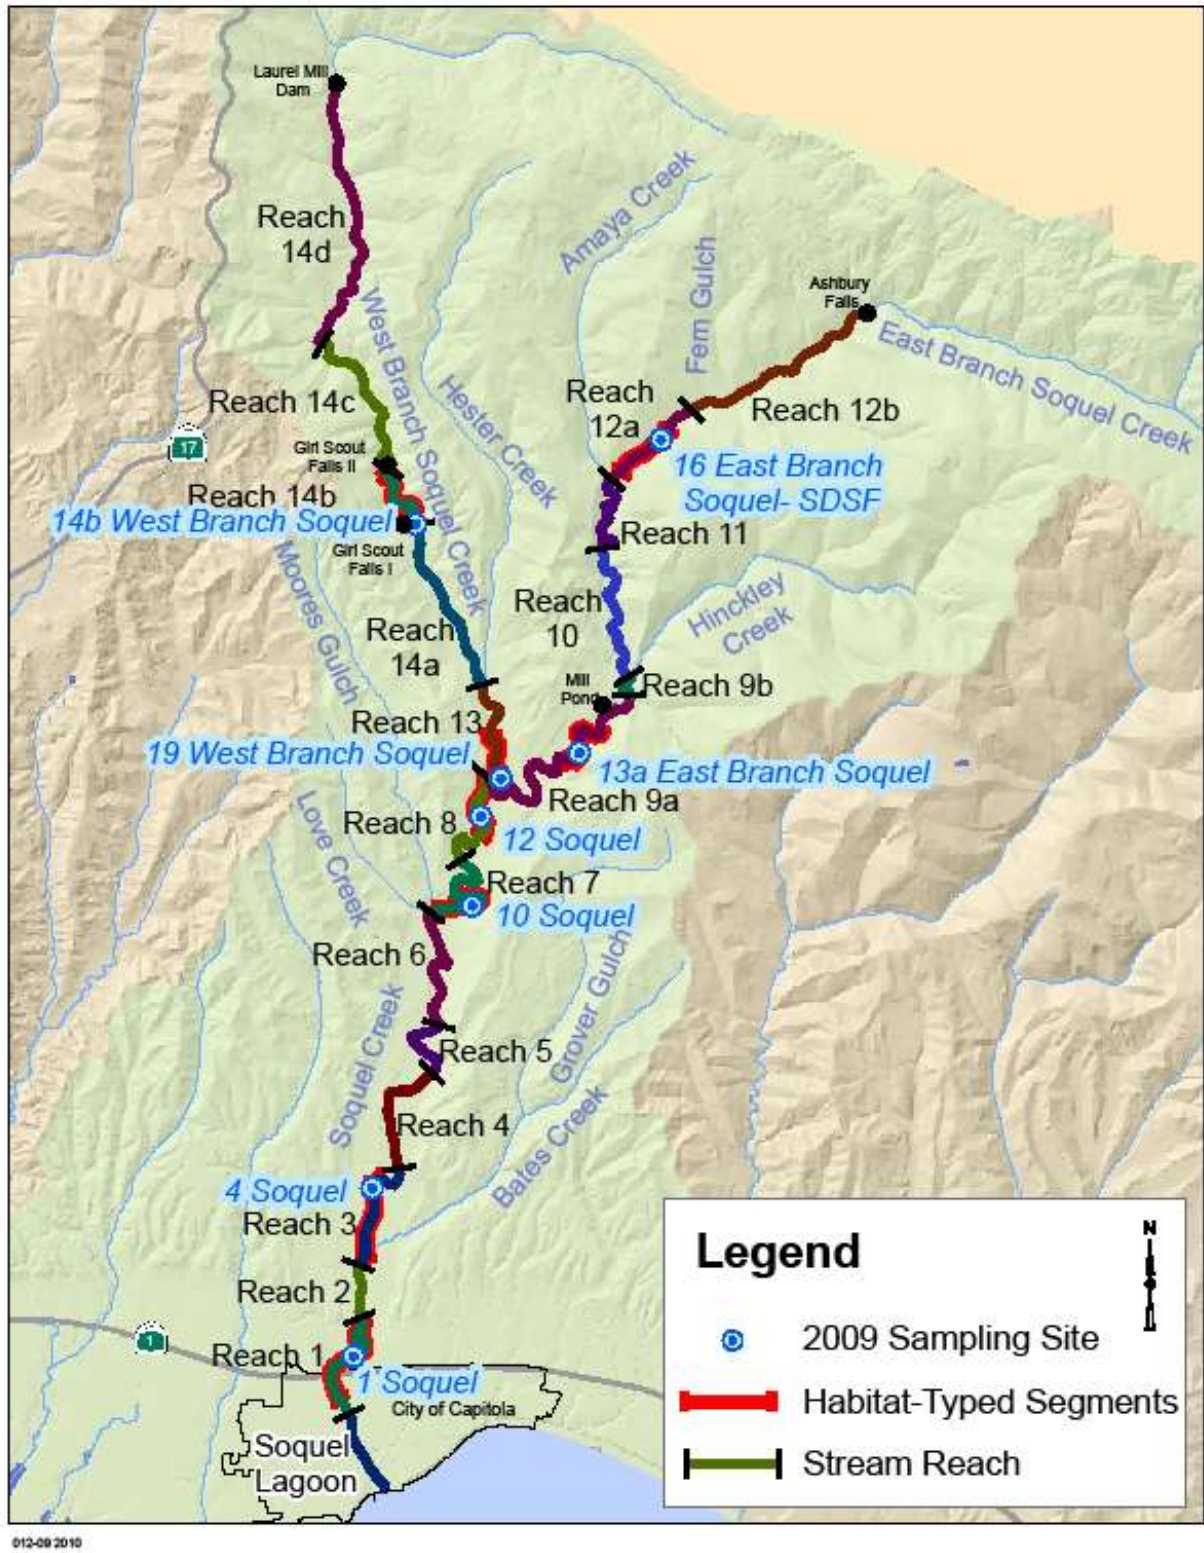 Laurel Mill
Dam
Reach
14d
Amaya Creek
Fern Gulch
Ashbury
Falls
East Branch Soquel Creek
West Branch Soquel Creek
Hester Creek
Reach 14c
Reach
12a
Reach 12b
17
Girl Scout
Falls II
16 East Branch
Soquel- SDSF
Reach 14b
14b West Branch Soquel
Reach 11
Girl Scout
Falls I
Moores Gulch
Reach
10
Hinckley
Creek
Reach
14a
Mill
Pond
Reach 9b
Reach 13
19 West Branch Soquel
13a East Branch Soquel
Reach 9a
Love Creek
Reach 8
12 Soquel
Reach 7
10 Soquel
Reach 6
Grover Gulch
Soquel Creek
Reach 5
Reach 4
Bates Creek
4 Soquel
Reach 3
Reach 2
1
Reach 1
1 Soquel
City of Capitola
Soquel
Lagoon
Legend
N
2009 Sampling Site
Habitat-Typed Segments
Stream Reach
012-09 2010